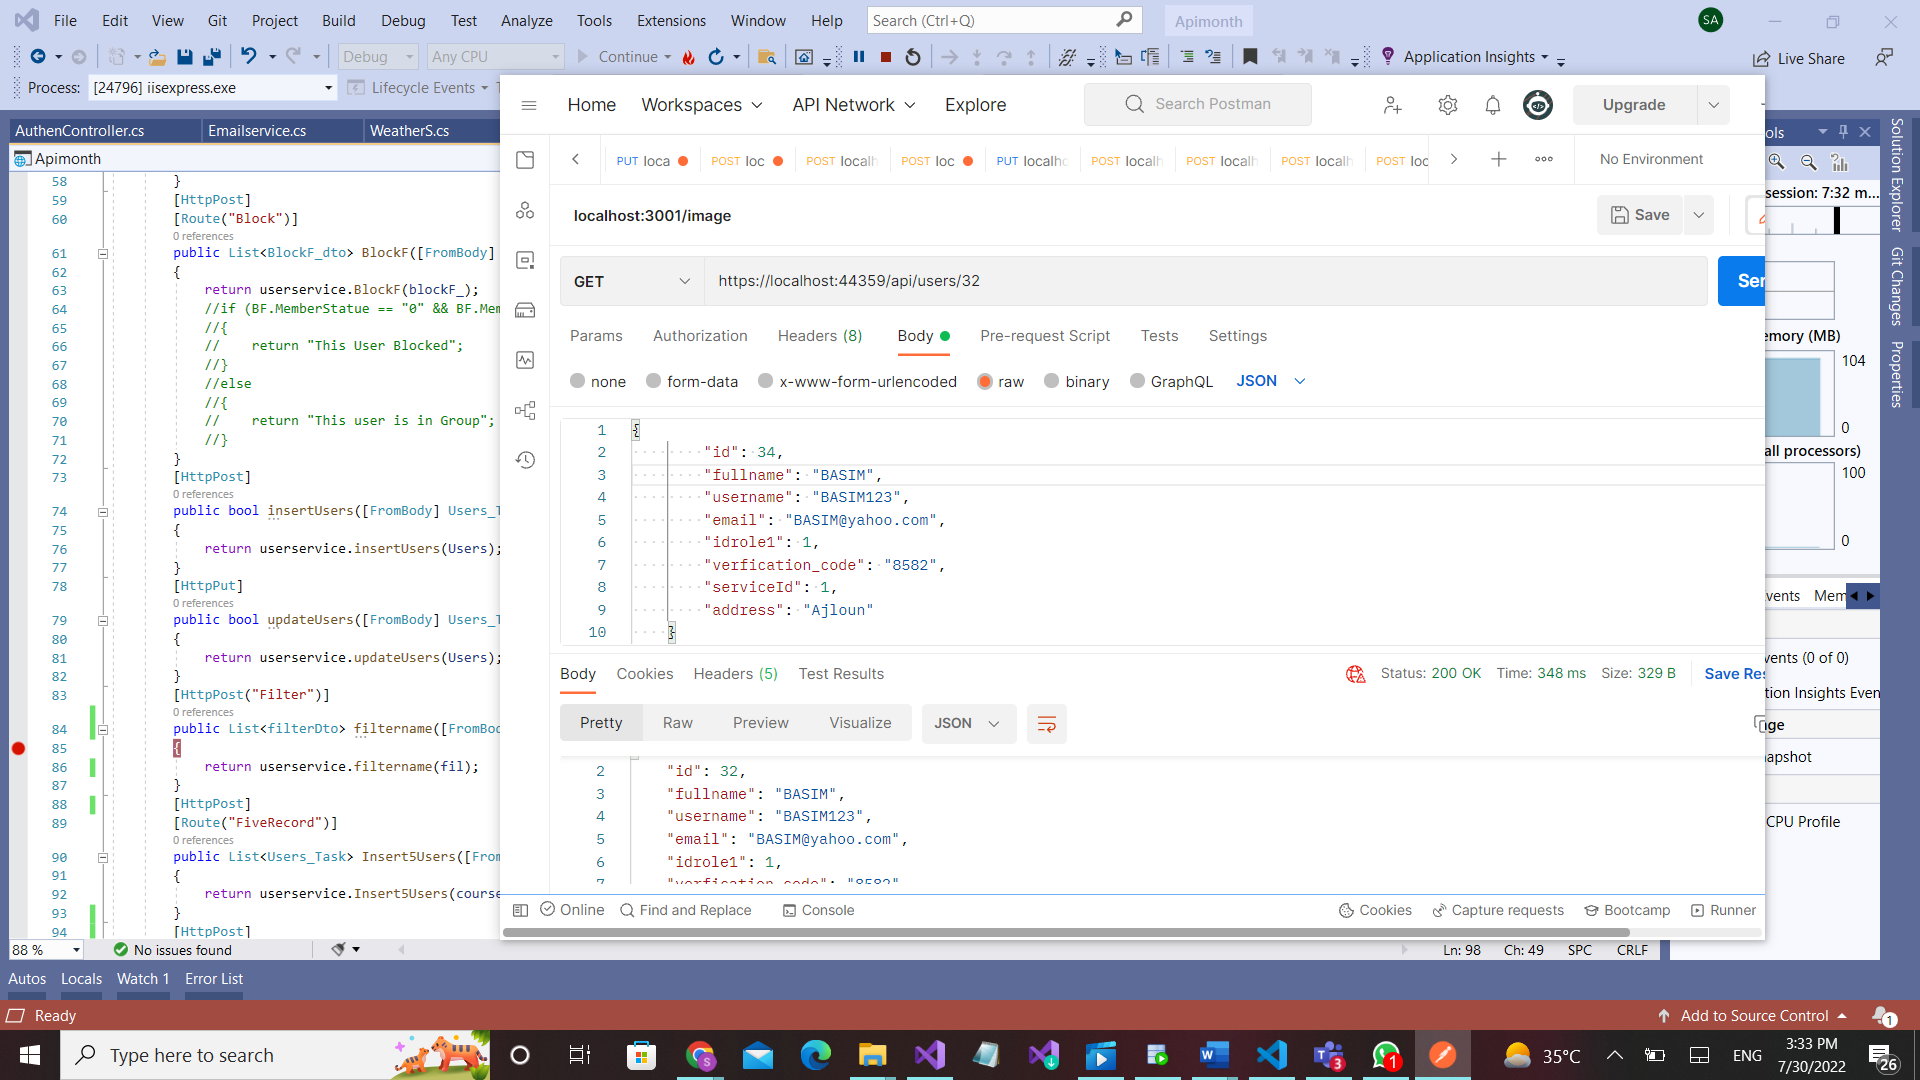 File Edit View Git Project Build Debug Test Analyze Tools Extensions Window Help Search (Ctrl+Q) Apimonth SA
Debug Any CPU Continue Application Insights Live Share
Process: [24796] iisexpress.exe Lifecycle Events
AuthenController.cs Emailservice.cs WeatherS.cs
Apimonth
58 }
59 [HttpPost]
60 [Route("Block")]
0 references
61 public List<BlockF_dto> BlockF([FromBody]
62 {
63 return userservice.BlockF(blockF_);
64 //if (BF.MemberStatue == "0" && BF.Mem
65 //{
66 // return "This User Blocked";
67 //}
68 //else
69 //{
70 // return "This user is in Group";
71 //}
72 }
73 [HttpPost]
0 references
74 public bool insertUsers([FromBody] Users_T
75 {
76 return userservice.insertUsers(Users);
77 }
78 [HttpPut]
0 references
79 public bool updateUsers([FromBody] Users_T
80 {
81 return userservice.updateUsers(Users);
82 }
83 [HttpPost("Filter")]
0 references
84 public List<filterDto> filtername([FromBod
85 {
86 return userservice.filtername(fil);
87 }
88 [HttpPost]
89 [Route("FiveRecord")]
0 references
90 public List<Users_Task> Insert5Users([Fro
91 {
92 return userservice.Insert5Users(course
93 }
94 [HttpPost]
88 % No issues found
Ln: 98 Ch: 49 SPC CRLF
Home Workspaces API Network Explore Search Postman Upgrade
PUT loca POST loc POST localh POST loc PUT localho POST localh POST localh POST localh POST loc No Environment
localhost:3001/image Save
GET https://localhost:44359/api/users/32 Sen
Params Authorization Headers (8) Body Pre-request Script Tests Settings
none form-data x-www-form-urlencoded raw binary GraphQL JSON
1 {
2 "id": 34,
3 "fullname": "BASIM",
4 "username": "BASIM123",
5 "email": "BASIM@yahoo.com",
6 "idrole1": 1,
7 "verfication_code": "8582",
8 "serviceId": 1,
9 "address": "Ajloun"
10 }
Body Cookies Headers (5) Test Results Status: 200 OK Time: 348 ms Size: 329 B Save Res
Pretty Raw Preview Visualize JSON
2 "id": 32,
3 "fullname": "BASIM",
4 "username": "BASIM123",
5 "email": "BASIM@yahoo.com",
6 "idrole1": 1,
7 "verfication_code": "8582"
Online Find and Replace Console Cookies Capture requests Bootcamp Runner
ols
session: 7:32 m...
emory (MB)
104
0
all processors)
100
0
vents Mem
vents (0 of 0)
tion Insights Even
ge
apshot
CPU Profile
Solution Explorer
Git Changes
Properties
Autos Locals Watch 1 Error List
Ready Add to Source Control 1
Type here to search 3 1 35°C ENG 3:33 PM
7/30/2022 26